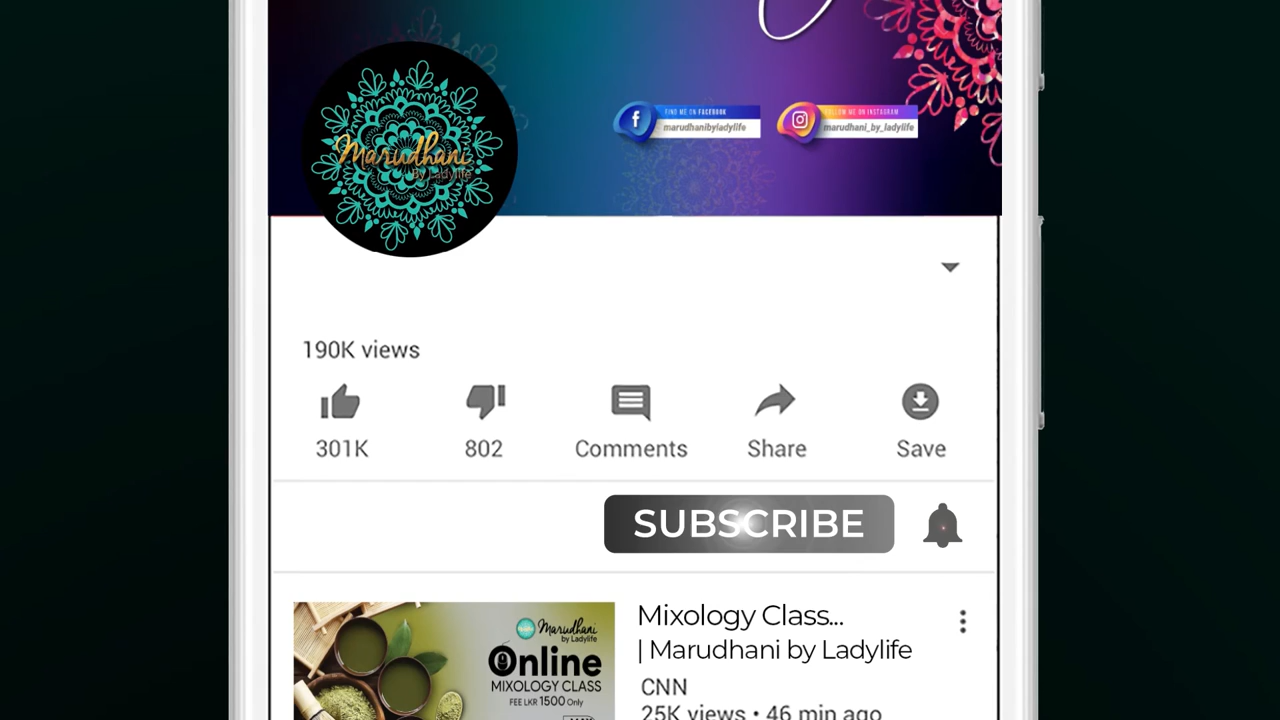 FIND ME ON FACEBOOK
marudhanibyladylife
FOLLOW ME ON INSTAGRAM
marudhani_by_ladylife
Marudhani
By Ladylife
190K views
301K
802
Comments
Share
Save
SUBSCRIBE
Marudhani
by Ladylife
Online
MIXOLOGY CLASS
FEE LKR 1500 Only
Mixology Class...
| Marudhani by Ladylife
CNN
25K views • 46 min ago